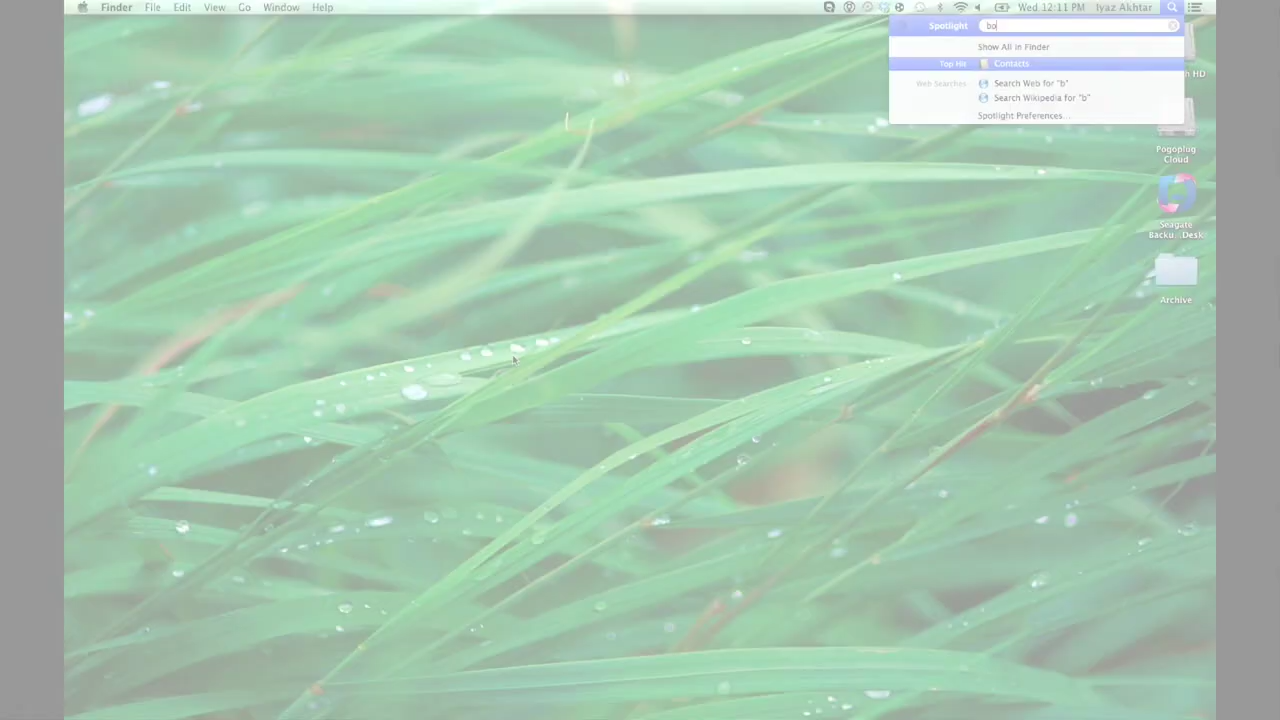 Finder File Edit View Go Window Help
Wed 12:11 PM Iyaz Akhtar
Spotlight bo
Show All in Finder
Top Hit Contacts
Web Searches Search Web for "b"
Search Wikipedia for "b"
Spotlight Preferences...
HD
Pogoplug
Cloud
Seagate
Backu...Desk
Archive